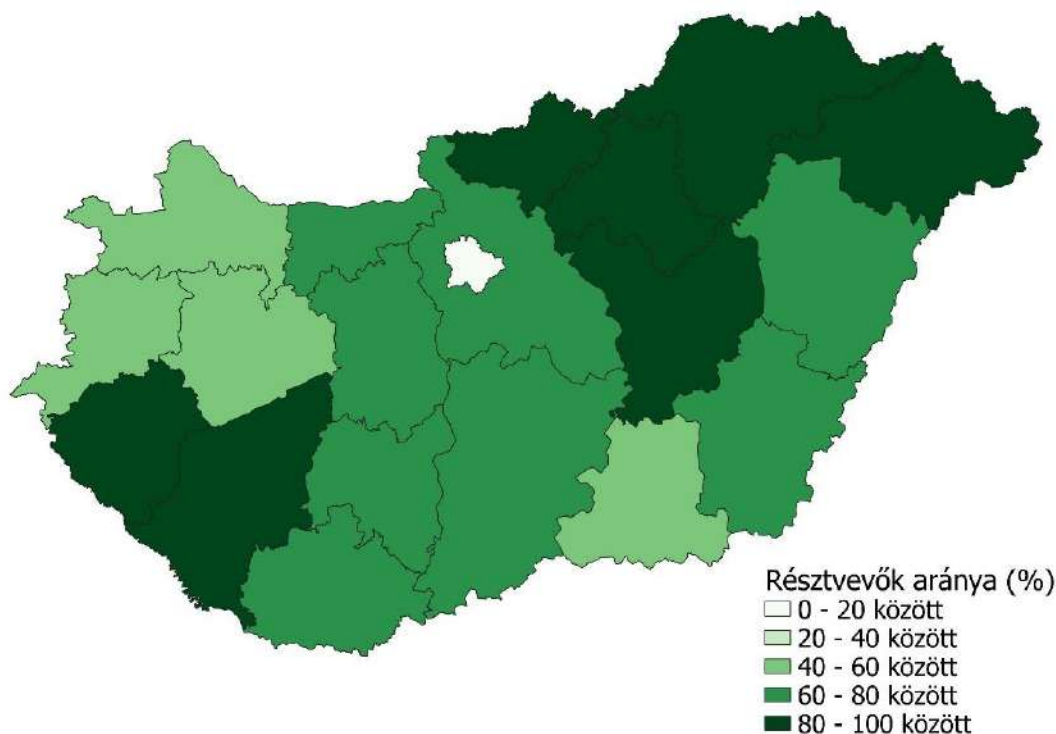 Résztvevők aránya (%)
0 - 20 között
20 - 40 között
40 - 60 között
60 - 80 között
80 - 100 között